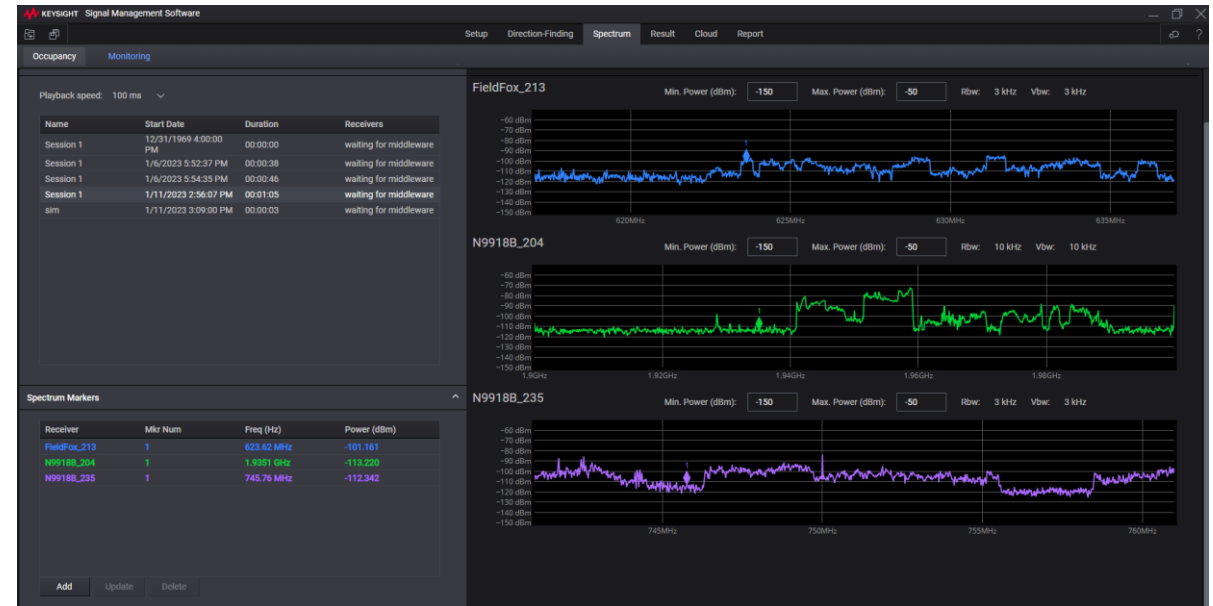 KEYSIGHT Signal Management Software
Setup Direction-Finding Spectrum Result Cloud Report
Occupancy Monitoring
Playback speed: 100 ms
Name Start Date Duration Receivers
Session 1 12/31/1969 4:00:00 PM 00:00:00 waiting for middleware
Session 1 1/6/2023 5:52:37 PM 00:00:38 waiting for middleware
Session 1 1/6/2023 5:54:35 PM 00:00:46 waiting for middleware
Session 1 1/11/2023 2:56:07 PM 00:01:05 waiting for middleware
sim 1/11/2023 3:09:00 PM 00:00:03 waiting for middleware
Spectrum Markers
Receiver Mkr Num Freq (Hz) Power (dBm)
FieldFox_213 1 623.62 MHz -101.161
N9918B_204 1 1.9351 GHz -113.220
N9918B_235 1 745.76 MHz -112.342
Add Update Delete
FieldFox_213 Min. Power (dBm): -150 Max. Power (dBm): -50 Rbw: 3 kHz Vbw: 3 kHz
-60 dBm
-70 dBm
-80 dBm
-90 dBm
-100 dBm
-110 dBm
-120 dBm
-130 dBm
-140 dBm
-150 dBm
1
620MHz 625MHz 630MHz 635MHz
N9918B_204 Min. Power (dBm): -150 Max. Power (dBm): -50 Rbw: 10 kHz Vbw: 10 kHz
-60 dBm
-70 dBm
-80 dBm
-90 dBm
-100 dBm
-110 dBm
-120 dBm
-130 dBm
-140 dBm
-150 dBm
1
1.9GHz 1.92GHz 1.94GHz 1.96GHz 1.98GHz
N9918B_235 Min. Power (dBm): -150 Max. Power (dBm): -50 Rbw: 3 kHz Vbw: 3 kHz
-60 dBm
-70 dBm
-80 dBm
-90 dBm
-100 dBm
-110 dBm
-120 dBm
-130 dBm
-140 dBm
-150 dBm
1
745MHz 750MHz 755MHz 760MHz